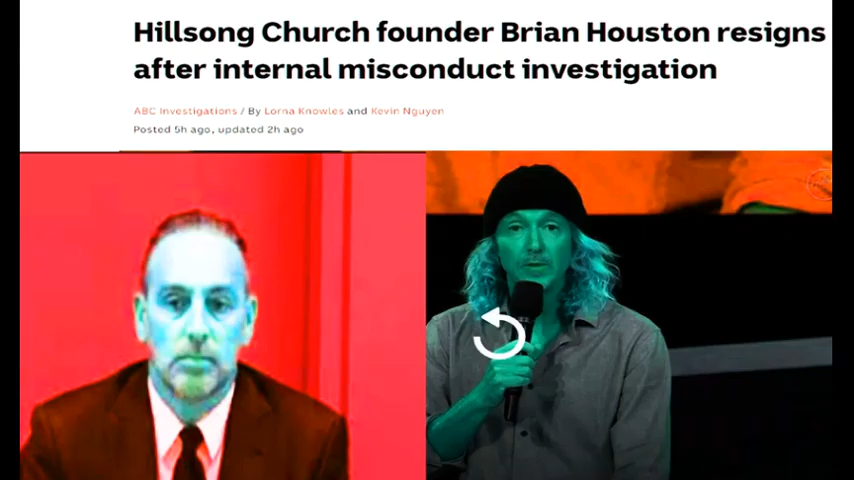 Hillsong Church founder Brian Houston resigns
after internal misconduct investigation
ABC Investigations / By Lorna Knowles and Kevin Nguyen
Posted 5h ago, updated 2h ago